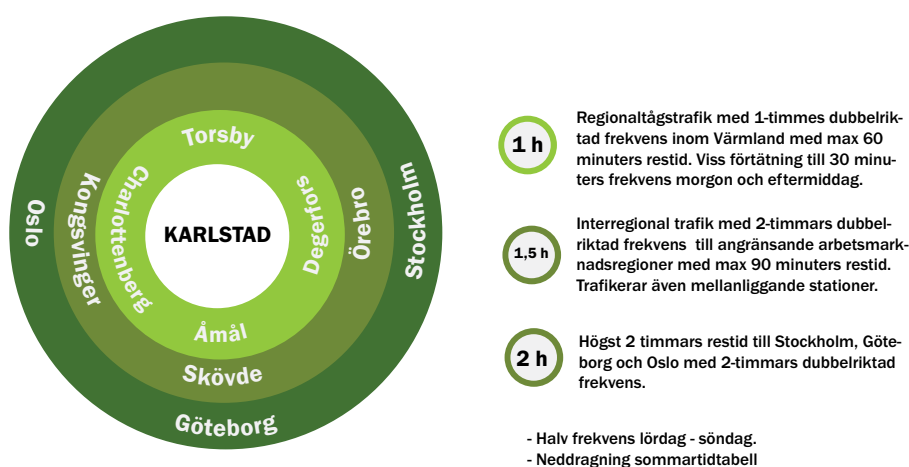 Torsby
Charlottenberg
Degerfors
Åmål
KARLSTAD
Kongsvinger
Örebro
Skövde
Oslo
Stockholm
Göteborg
1 h
Regionaltågstrafik med 1-timmes dubbelrik-
tad frekvens inom Värmland med max 60
minuters restid. Viss förtätning till 30 minu-
ters frekvens morgon och eftermiddag.
1,5 h
Interregional trafik med 2-timmars dubbel-
riktad frekvens till angränsande arbetsmark-
nadsregioner med max 90 minuters restid.
Trafikerar även mellanliggande stationer.
2 h
Högst 2 timmars restid till Stockholm, Göte-
borg och Oslo med 2-timmars dubbelriktad
frekvens.
- Halv frekvens lördag - söndag.
- Neddragning sommartidtabell